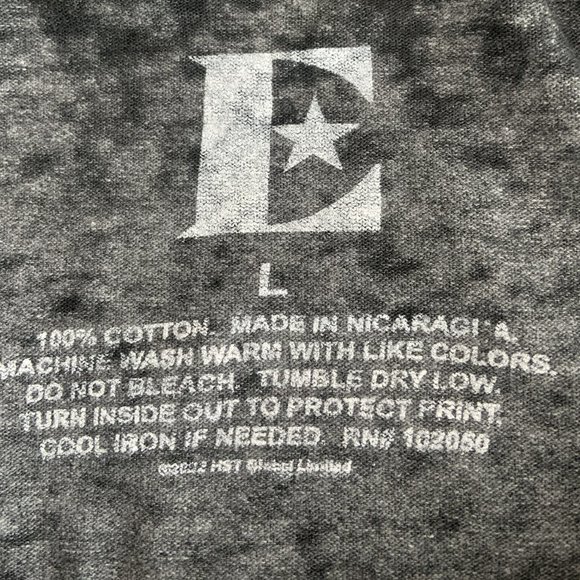 E
L
100% COTTON. MADE IN NICARAGUA.
MACHINE WASH WARM WITH LIKE COLORS.
DO NOT BLEACH. TUMBLE DRY LOW.
TURN INSIDE OUT TO PROTECT PRINT.
COOL IRON IF NEEDED. RN# 102050
HST Global Limited